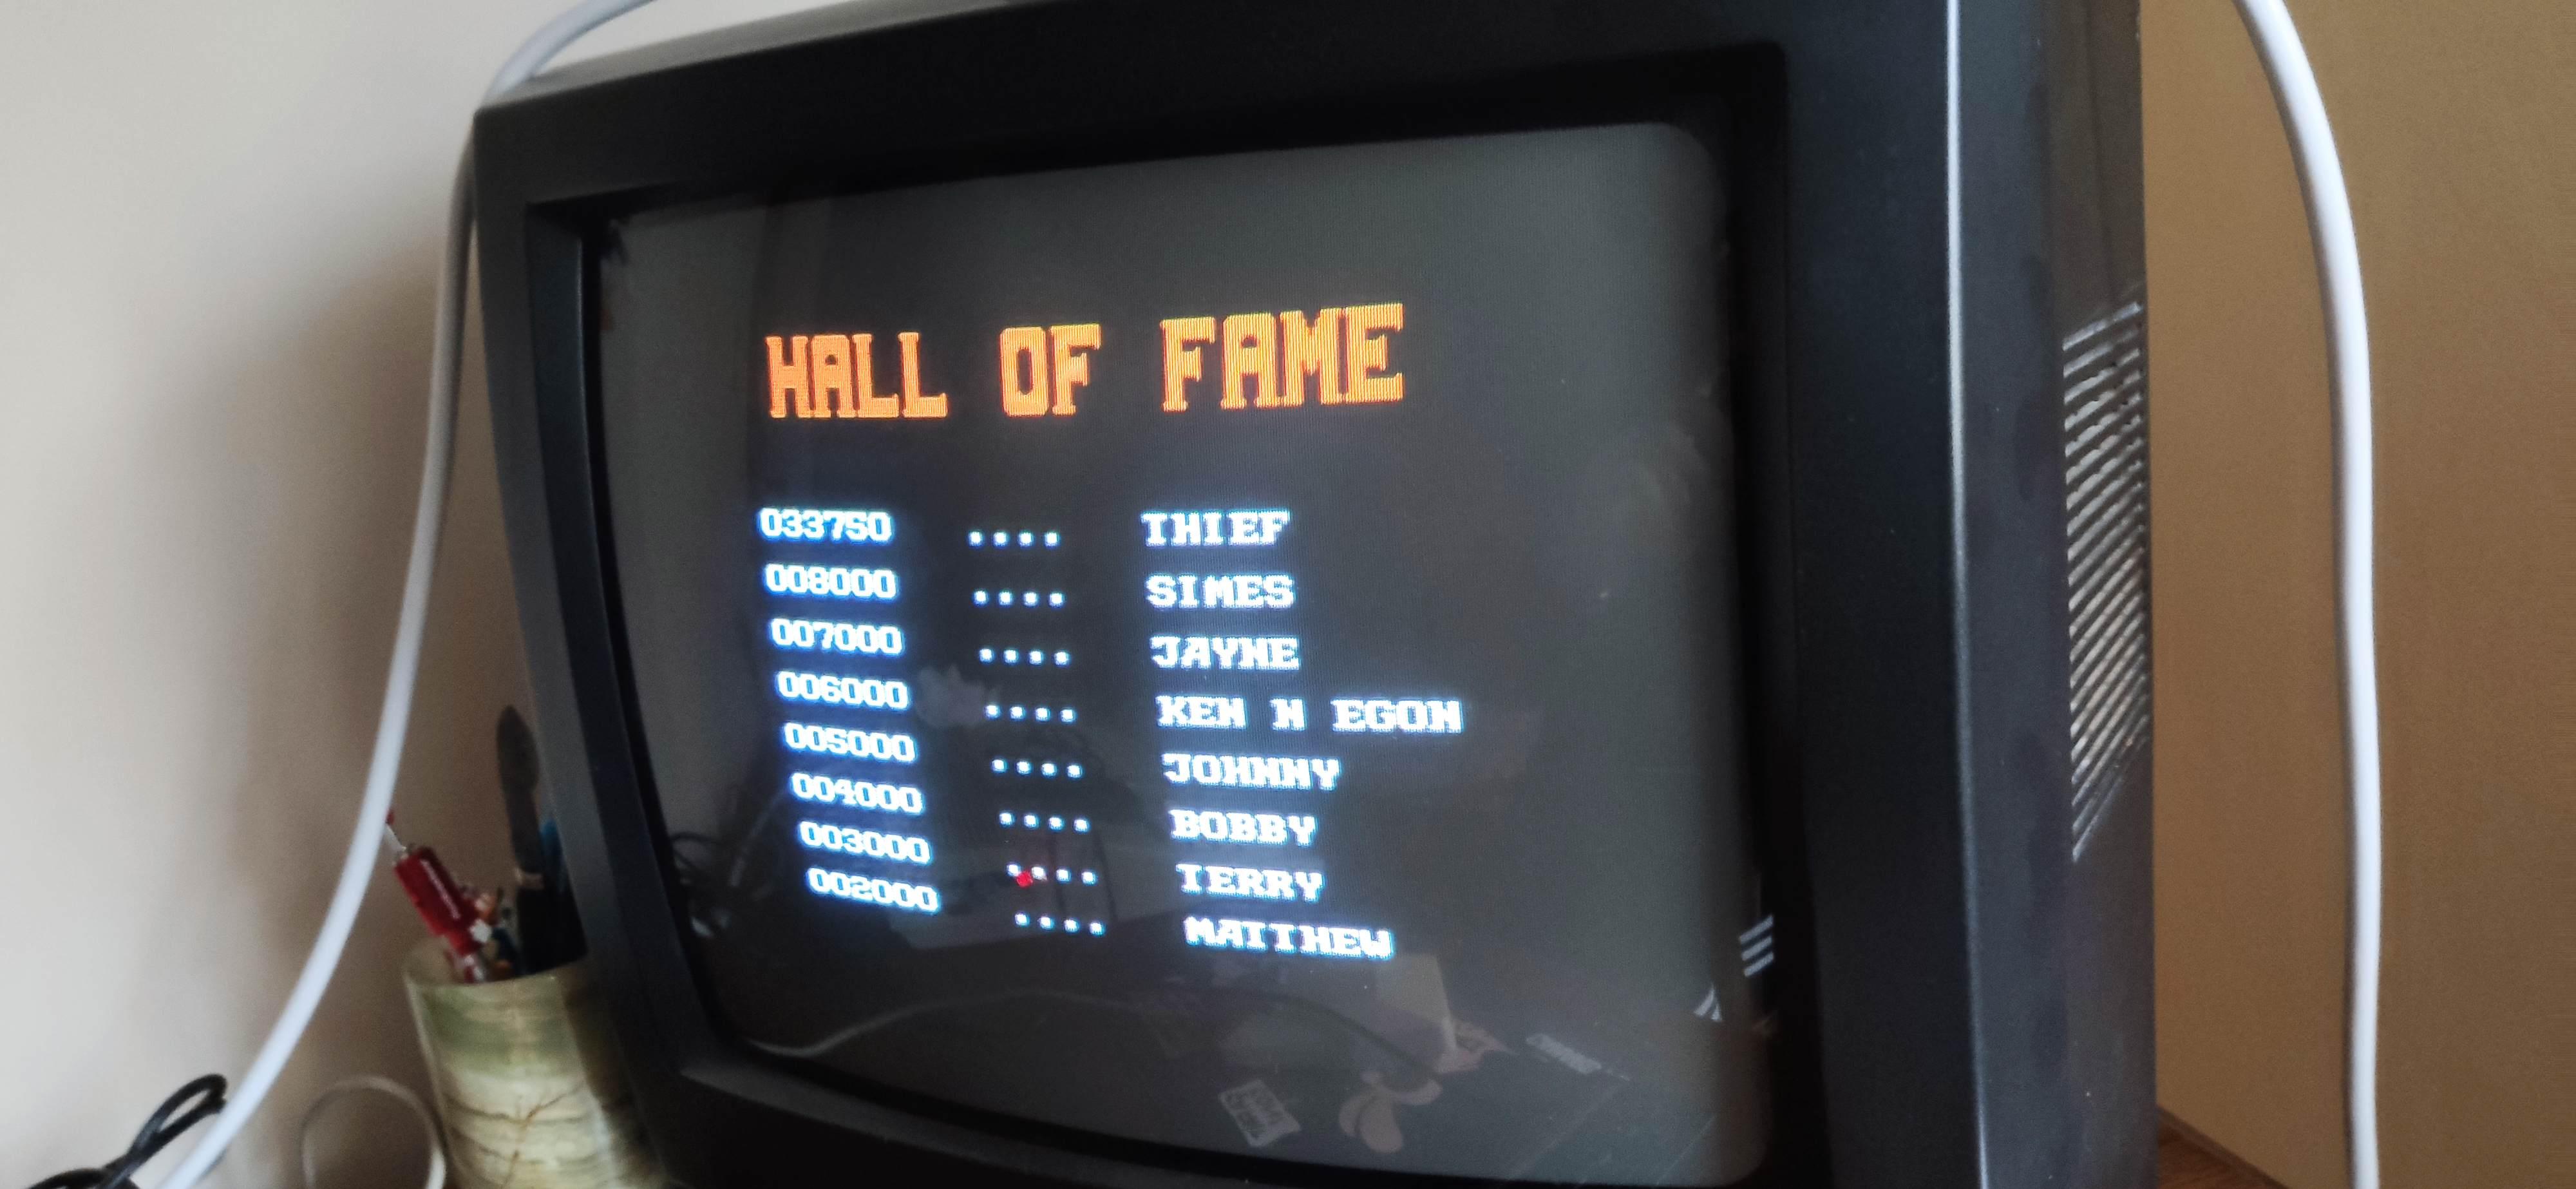 HALL OF FAME
033750 .... THIEF
008000 .... SIMES
007000 .... JAYNE
006000 .... KEN N EGON
005000 .... JOHNNY
004000 .... BOBBY
003000 .... TERRY
002000 .... MATTHEW